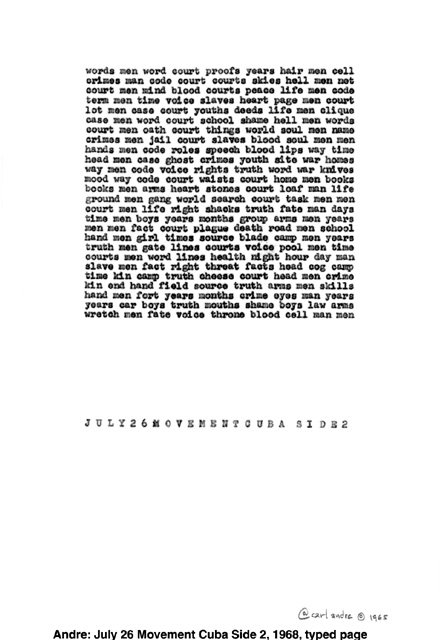 words men word court proofs years hair men cell
crimes man code court courts skies hell men net
court men mind blood courts peace life men code
term men time voice slaves heart page men court
lot men case court youths deeds life men clique
case men word court school shame hell men words
court men oath court things world soul men name
crimes men jail court slaves blood soul men men
hands men code roles speech blood lips way time
head men case ghost crimes youth site war homes
way men code voice rights truth word war knives
mood way code court waists court home men books
books men arms heart stones court loaf man life
ground men gang world search court task men men
court men life right shacks truth fate man days
time men boys years months group arms men years
men men fact court plague death road men school
hand men girl times source blade camp men years
truth men gate lines courts voice pool men time
courts men word lines health night hour day man
slave men fact right threat facts head cog camp
time kin camp truth cheese court head men crime
kin end hand field source truth arms men skills
hand men fort years months crime eyes man years
years car boys truth mouths shame boys law arms
wretch men fate voice throne blood cell man men
JULY26MOVEMENTCUBA SIDE2
@ carl andre © 1965
Andre: July 26 Movement Cuba Side 2, 1968, typed page